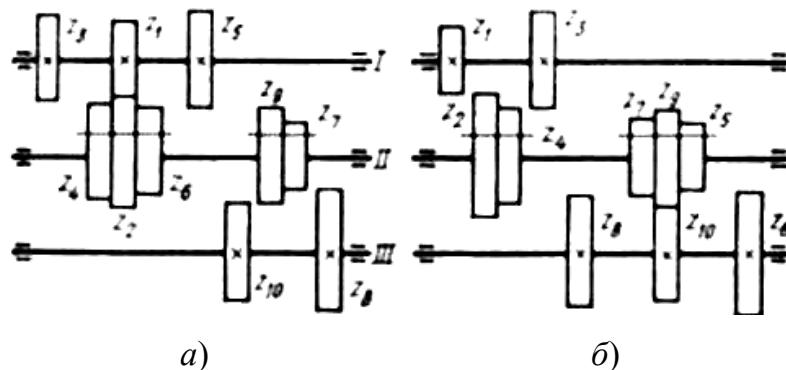 z₃ z₁ z₅ I
z₉ z₇
z₄ z₂ z₆ II
z₁₀ z₈ III
z₁ z₃
z₂ z₄ z₇ z₉ z₅
z₈ z₁₀ z₆
а) б)